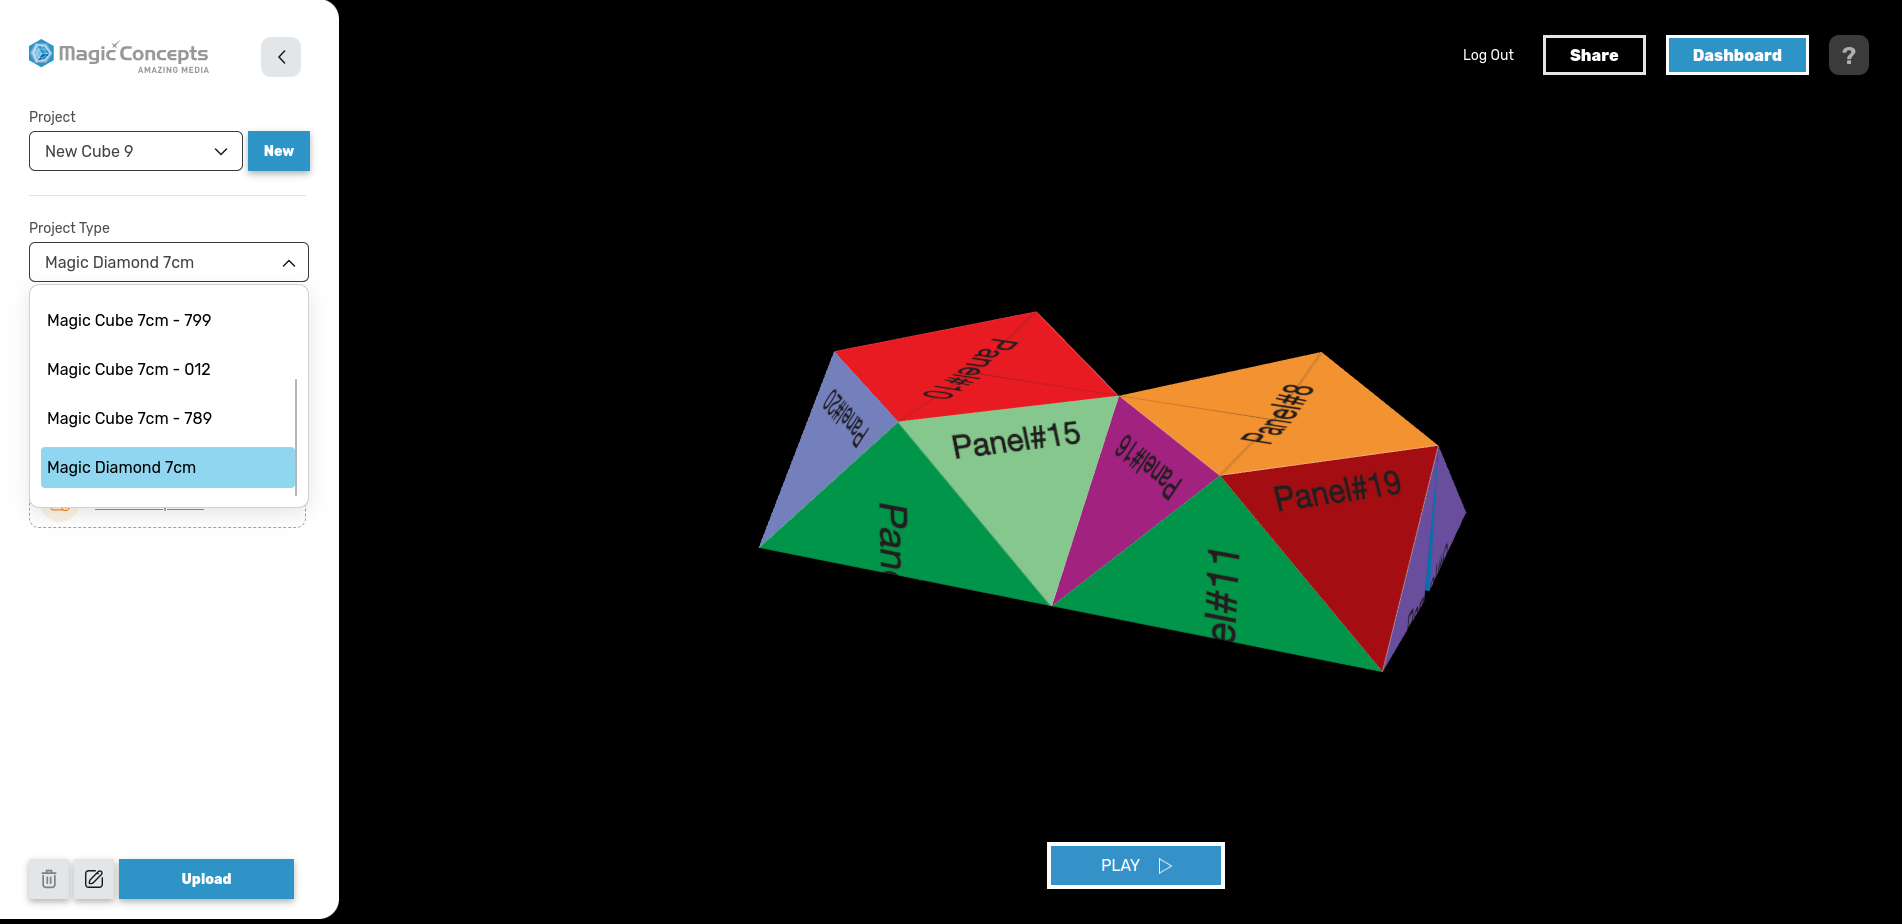 Magic Concepts
AMAZING MEDIA
Log Out
Share
Dashboard
?
Project
New Cube 9
New
Project Type
Magic Diamond 7cm
Magic Cube 7cm - 799
Magic Cube 7cm - 012
Magic Cube 7cm - 789
Magic Diamond 7cm
Panel#10
Panel#8
Panel#20
Panel#15
Panel#16
Panel#19
Pan
el#11
PLAY
Upload